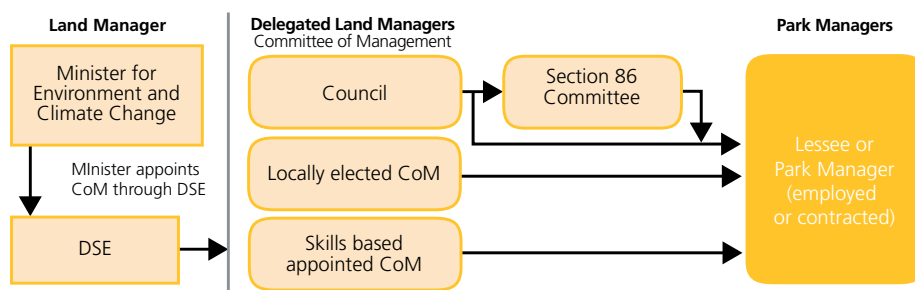 Land Manager
Minister for
Environment and
Climate Change
MInister appoints
CoM through DSE
DSE
Delegated Land Managers
Committee of Management
Council
Section 86
Committee
Locally elected CoM
Skills based
appointed CoM
Park Managers
Lessee or
Park Manager
(employed
or contracted)